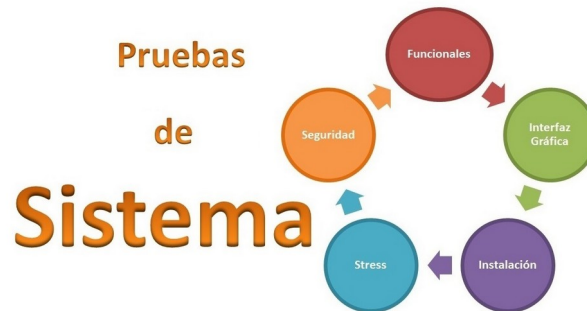 Pruebas
de
Sistema
Funcionales
Interfaz
Gráfica
Instalación
Stress
Seguridad